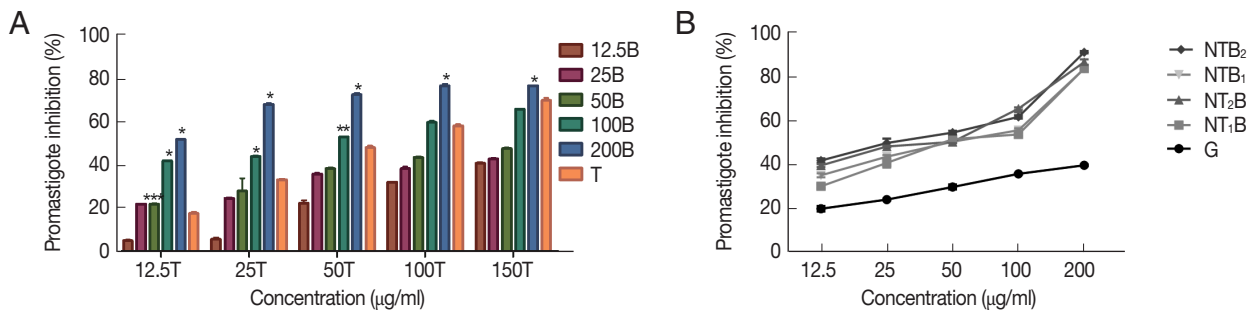 A
Promastigote inhibition (%)
100
80
60
40
20
0
*
***
*
*
*
*
**
*
*
12.5T
25T
50T
100T
150T
Concentration (μg/ml)
12.5B
25B
50B
100B
200B
T
B
Promastigote inhibition (%)
100
80
60
40
20
0
12.5
25
50
100
200
Concentration (μg/ml)
NTB₂
NTB₁
NT₂B
NT₁B
G